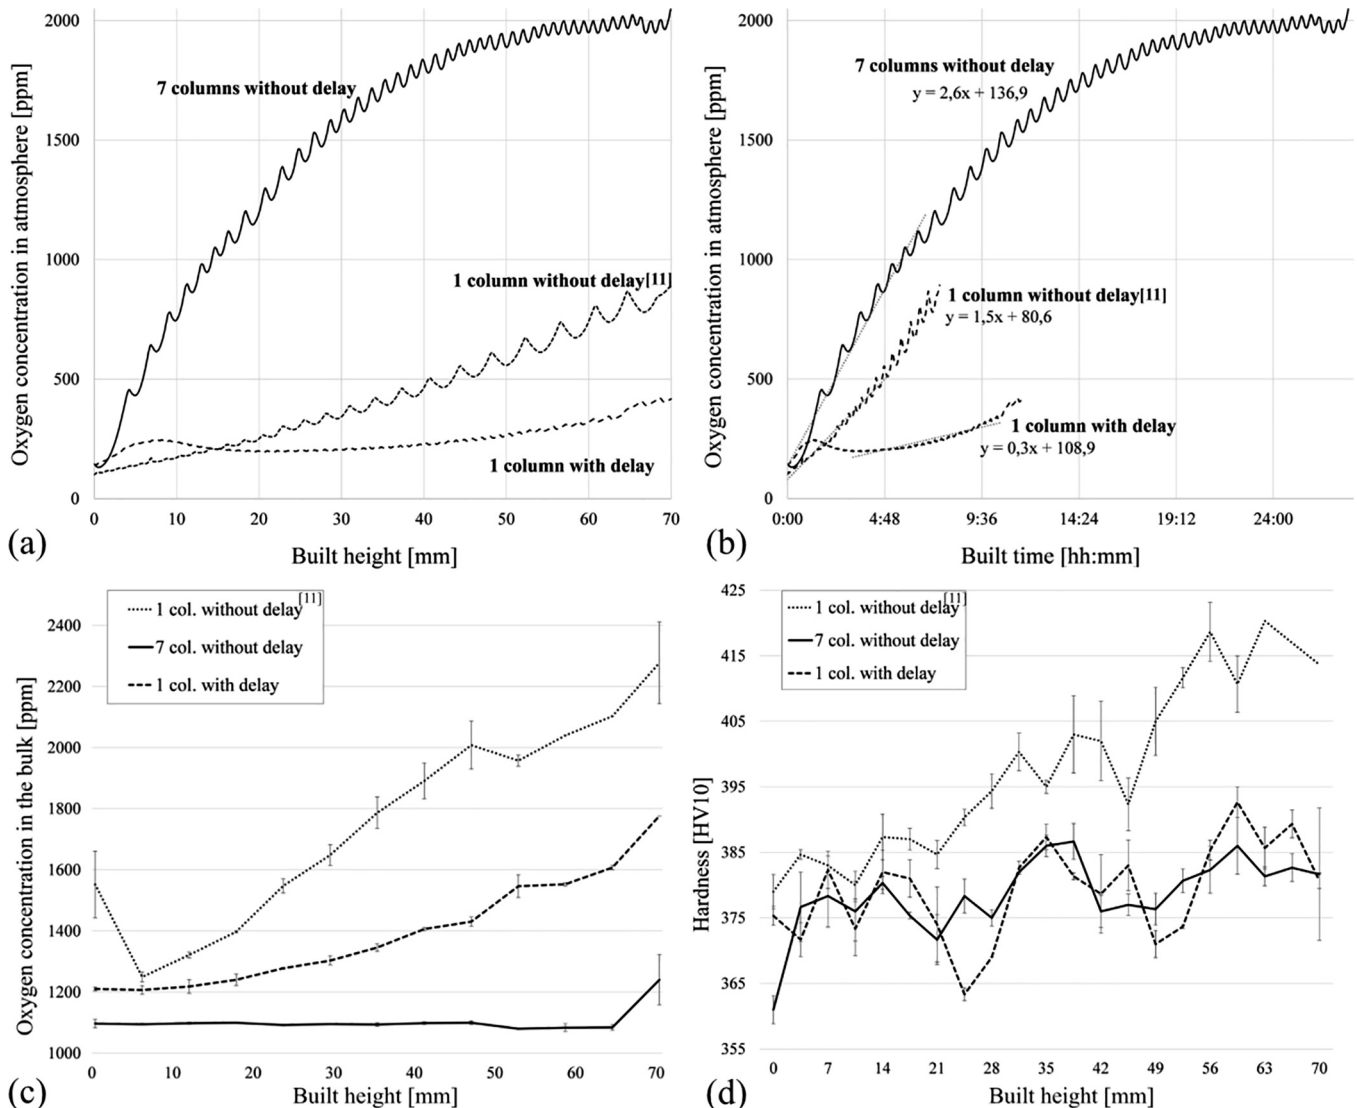 2000
1500
1000
500
0
Oxygen concentration in atmosphere [ppm]
7 columns without delay
1 column without delay[11]
1 column with delay
0 10 20 30 40 50 60 70
Built height [mm]
(a)
2000
1500
1000
500
0
Oxygen concentration in atmosphere [ppm]
7 columns without delay
y = 2,6x + 136,9
1 column without delay[11]
y = 1,5x + 80,6
1 column with delay
y = 0,3x + 108,9
0:00 4:48 9:36 14:24 19:12 24:00
Built time [hh:mm]
(b)
1 col. without delay[11]
7 col. without delay
1 col. with delay
2400
2200
2000
1800
1600
1400
1200
1000
Oxygen concentration in the bulk [ppm]
0 10 20 30 40 50 60 70
Built height [mm]
(c)
425
415
405
395
385
375
365
355
Hardness [HV10]
1 col. without delay[11]
7 col. without delay
1 col. with delay
0 7 14 21 28 35 42 49 56 63 70
Built height [mm]
(d)